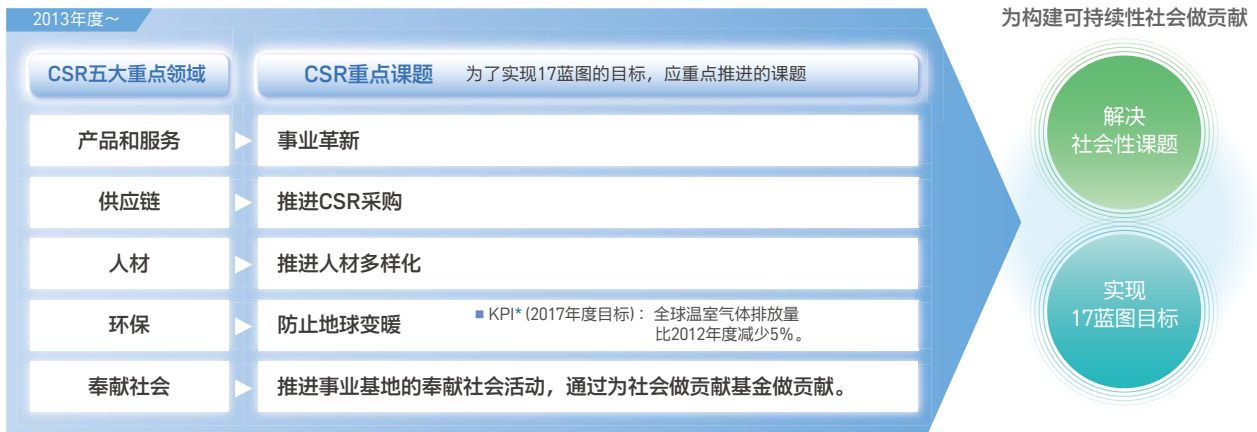 2013年度～
为构建可持续性社会做贡献
CSR五大重点领域
CSR重点课题 为了实现17蓝图的目标，应重点推进的课题
产品和服务
事业革新
供应链
推进CSR采购
人材
推进人材多样化
环保
防止地球变暖
■ KPI* (2017年度目标)：全球温室气体排放量
比2012年度减少5%。
奉献社会
推进事业基地的奉献社会活动，通过为社会做贡献基金做贡献。
解决
社会性课题
实现
17蓝图目标